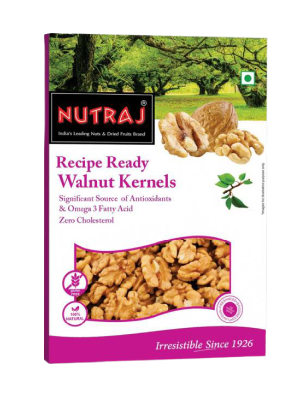 NUTRAJ
India's Leading Nuts & Dried Fruits Brand
Recipe Ready
Walnut Kernels
Significant Source of Antioxidants
& Omega 3 Fatty Acid
Zero Cholesterol
100%
NATURAL
Irresistible Since 1926